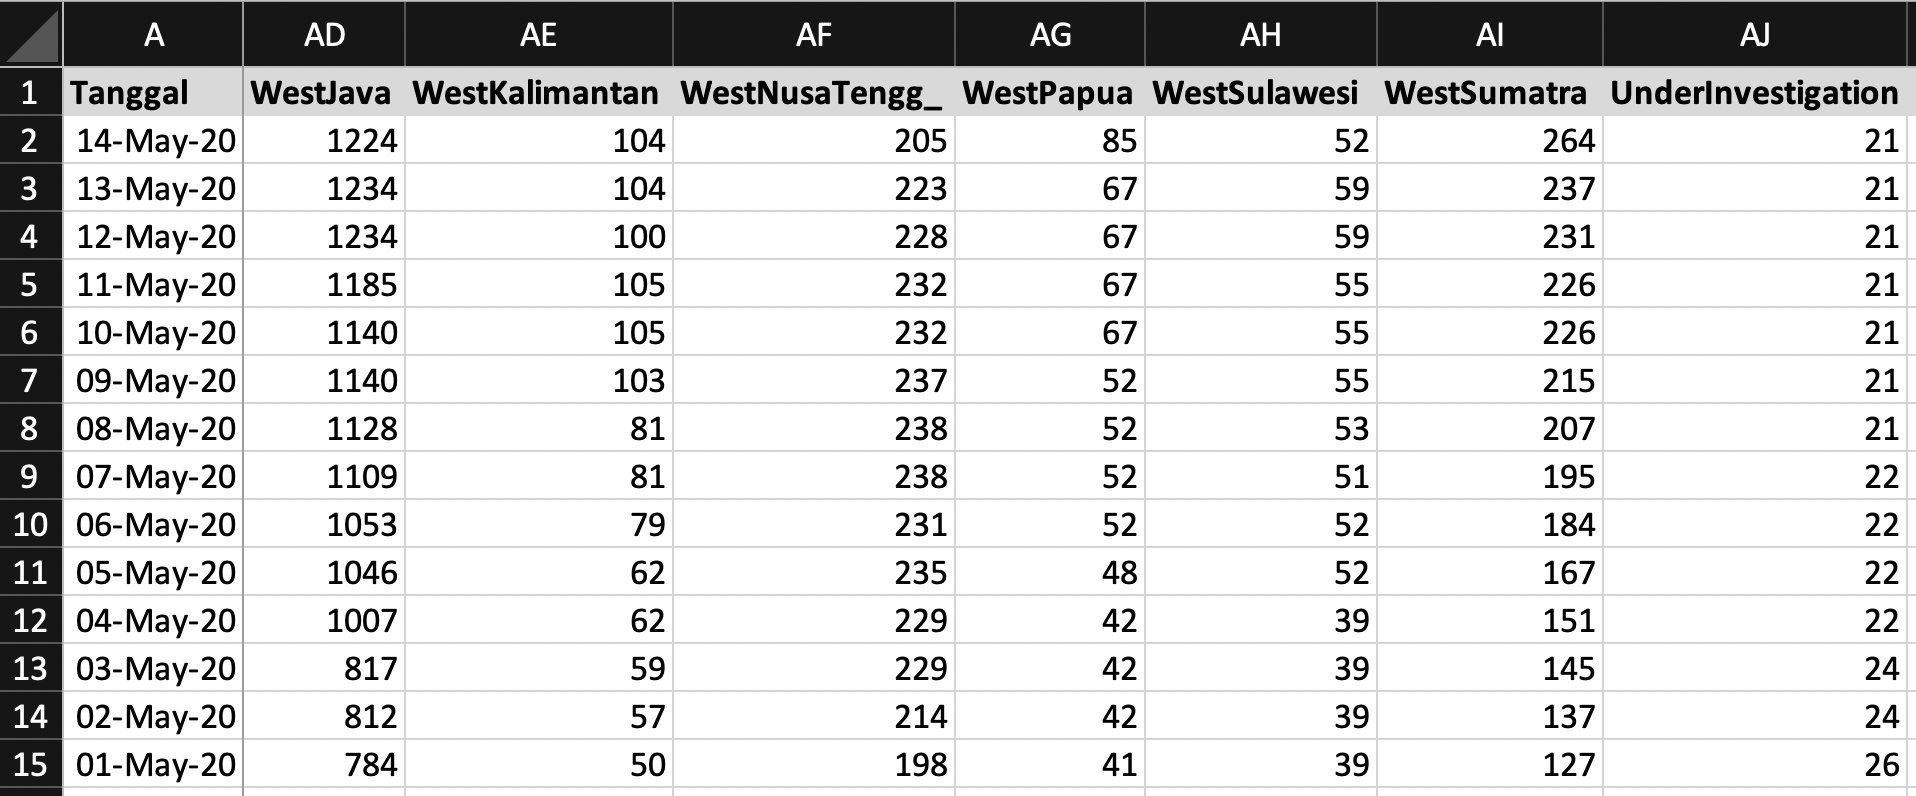 A AD AE AF AG AH AI AJ
1 Tanggal WestJava WestKalimantan WestNusaTengg_ WestPapua WestSulawesi WestSumatra UnderInvestigation
2 14-May-20 1224 104 205 85 52 264 21
3 13-May-20 1234 104 223 67 59 237 21
4 12-May-20 1234 100 228 67 59 231 21
5 11-May-20 1185 105 232 67 55 226 21
6 10-May-20 1140 105 232 67 55 226 21
7 09-May-20 1140 103 237 52 55 215 21
8 08-May-20 1128 81 238 52 53 207 21
9 07-May-20 1109 81 238 52 51 195 22
10 06-May-20 1053 79 231 52 52 184 22
11 05-May-20 1046 62 235 48 52 167 22
12 04-May-20 1007 62 229 42 39 151 22
13 03-May-20 817 59 229 42 39 145 24
14 02-May-20 812 57 214 42 39 137 24
15 01-May-20 784 50 198 41 39 127 26